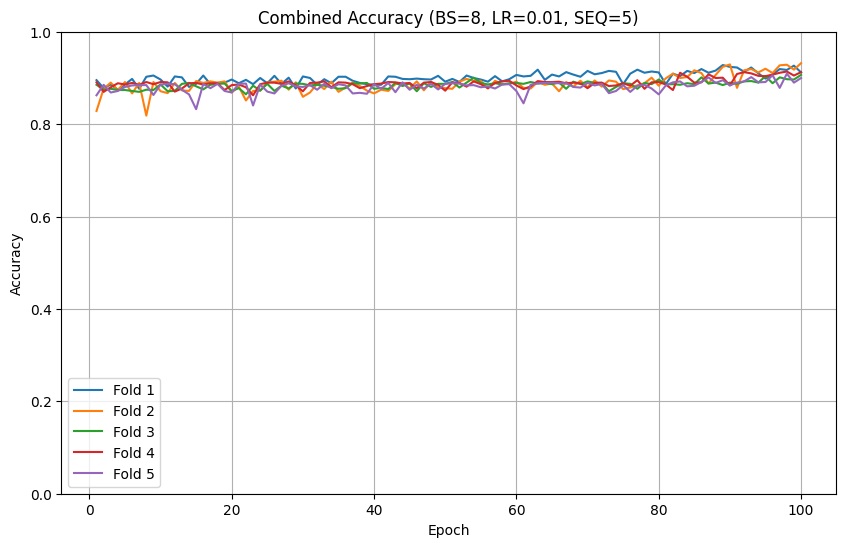 Combined Accuracy (BS=8, LR=0.01, SEQ=5)
1.0
0.8
0.6
0.4
0.2
0.0
Accuracy
Fold 1
Fold 2
Fold 3
Fold 4
Fold 5
0 20 40 60 80 100
Epoch